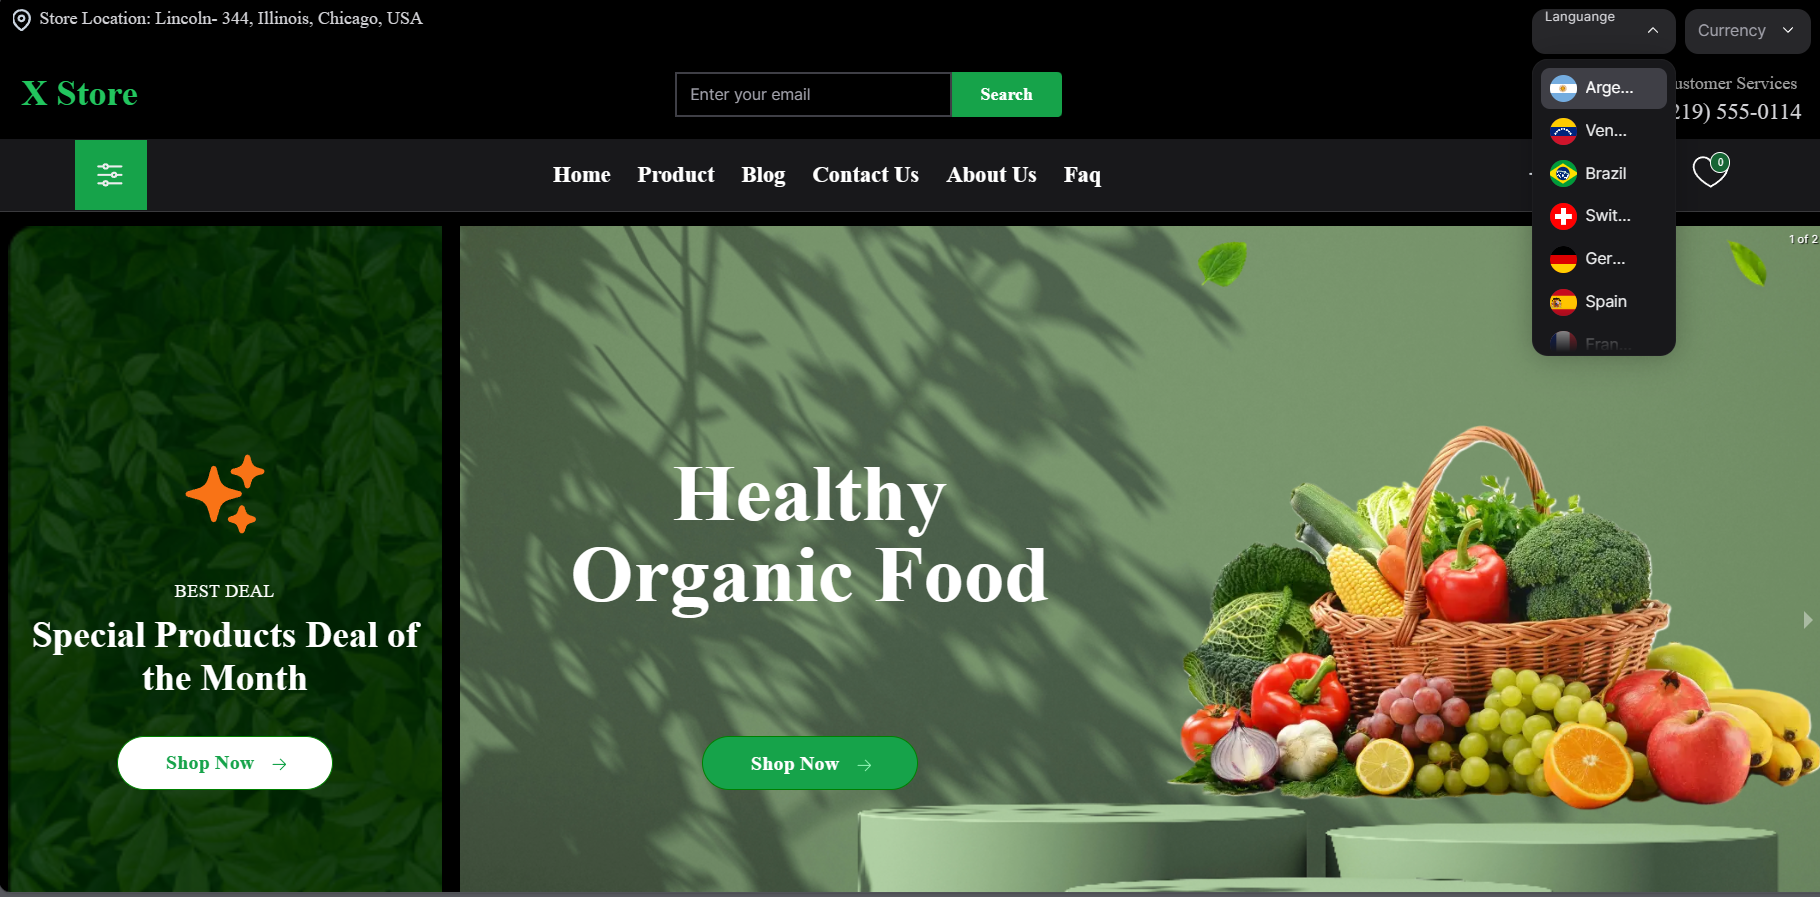 Store Location: Lincoln- 344, Illinois, Chicago, USA
Languange
Currency
X Store
Enter your email
Search
ustomer Services
219) 555-0114
Arge...
Ven...
Brazil
Swit...
Ger...
Spain
Fran...
Home
Product
Blog
Contact Us
About Us
Faq
0
1 of 2
BEST DEAL
Special Products Deal of
the Month
Shop Now
Healthy
Organic Food
Shop Now